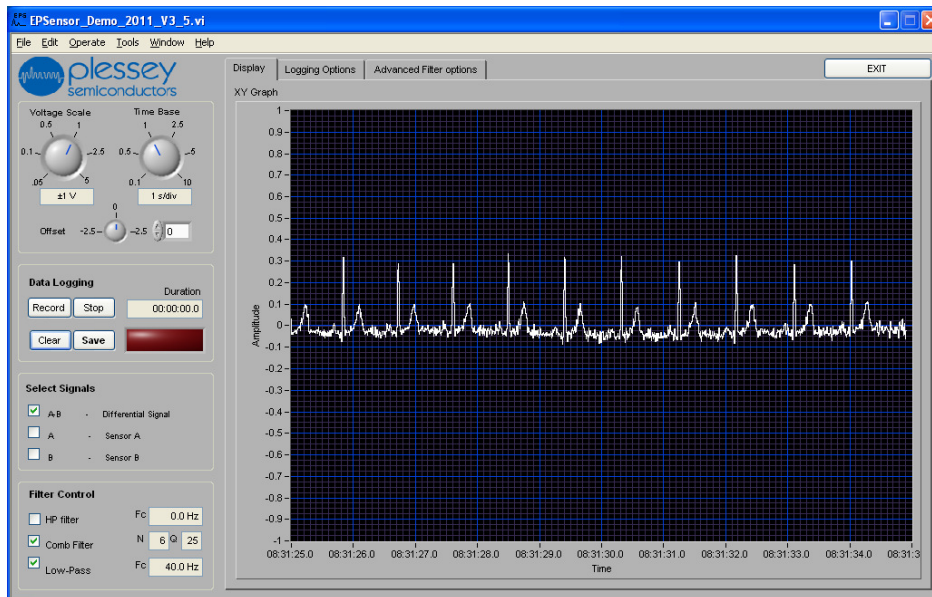 EPS
EPSensor_Demo_2011_V3_5.vi
File Edit Operate Tools Window Help
plessey
semiconductors
Display Logging Options Advanced Filter options EXIT
XY Graph
Voltage Scale Time Base
0.5 1 1 2.5
0.1 2.5 0.5 5
.05 5 0.1 10
±1 V 1 s/div
0
Offset -2.5 -2.5 0
Data Logging
Duration
Record Stop 00:00:00.0
Clear Save
Select Signals
A-B - Differential Signal
A - Sensor A
B - Sensor B
Filter Control
HP filter Fc 0.0 Hz
Comb Filter N 6 Q 25
Low-Pass Fc 40.0 Hz
Amplitude
1
0.9
0.8
0.7
0.6
0.5
0.4
0.3
0.2
0.1
0
-0.1
-0.2
-0.3
-0.4
-0.5
-0.6
-0.7
-0.8
-0.9
-1
08:31:25.0 08:31:26.0 08:31:27.0 08:31:28.0 08:31:29.0 08:31:30.0 08:31:31.0 08:31:32.0 08:31:33.0 08:31:34.0 08:31:3
Time